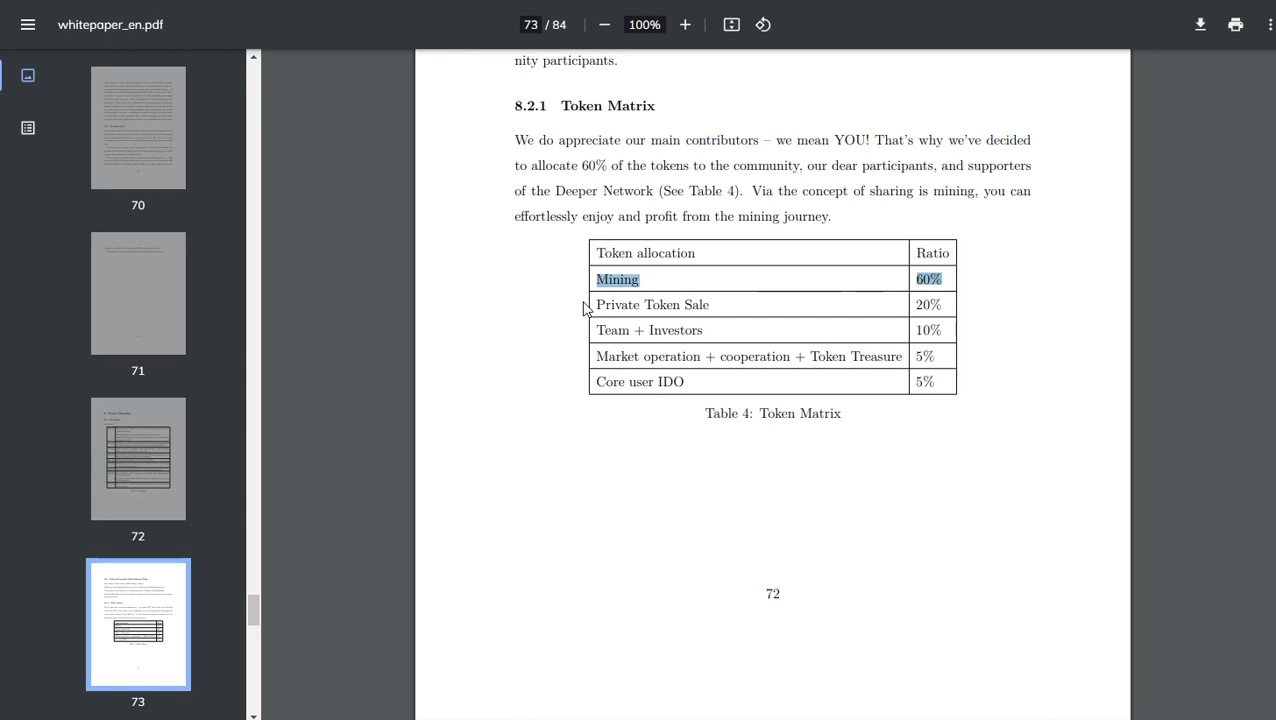 whitepaper_en.pdf
73 / 84
100%
70
71
72
73
nity participants.
8.2.1 Token Matrix
We do appreciate our main contributors – we mean YOU! That's why we've decided
to allocate 60% of the tokens to the community, our dear participants, and supporters
of the Deeper Network (See Table 4). Via the concept of sharing is mining, you can
effortlessly enjoy and profit from the mining journey.
Token allocation Ratio
Mining 60%
Private Token Sale 20%
Team + Investors 10%
Market operation + cooperation + Token Treasure 5%
Core user IDO 5%
Table 4: Token Matrix
72